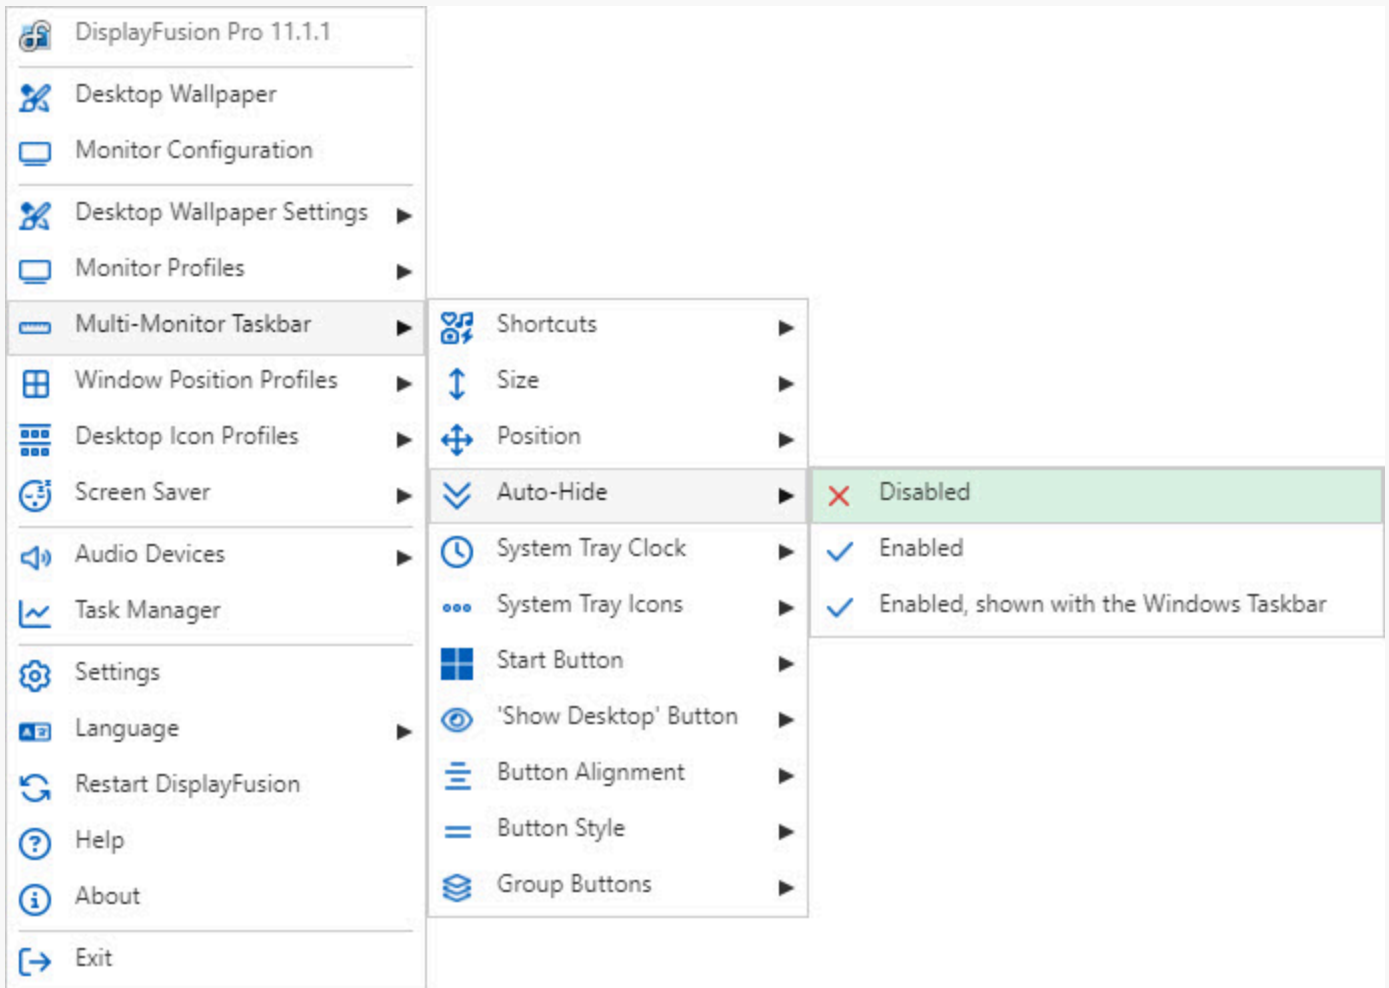 DisplayFusion Pro 11.1.1
Desktop Wallpaper
Monitor Configuration
Desktop Wallpaper Settings
Monitor Profiles
Multi-Monitor Taskbar
Window Position Profiles
Desktop Icon Profiles
Screen Saver
Audio Devices
Task Manager
Settings
Language
Restart DisplayFusion
Help
About
Exit
Shortcuts
Size
Position
Auto-Hide
System Tray Clock
System Tray Icons
Start Button
'Show Desktop' Button
Button Alignment
Button Style
Group Buttons
Disabled
Enabled
Enabled, shown with the Windows Taskbar